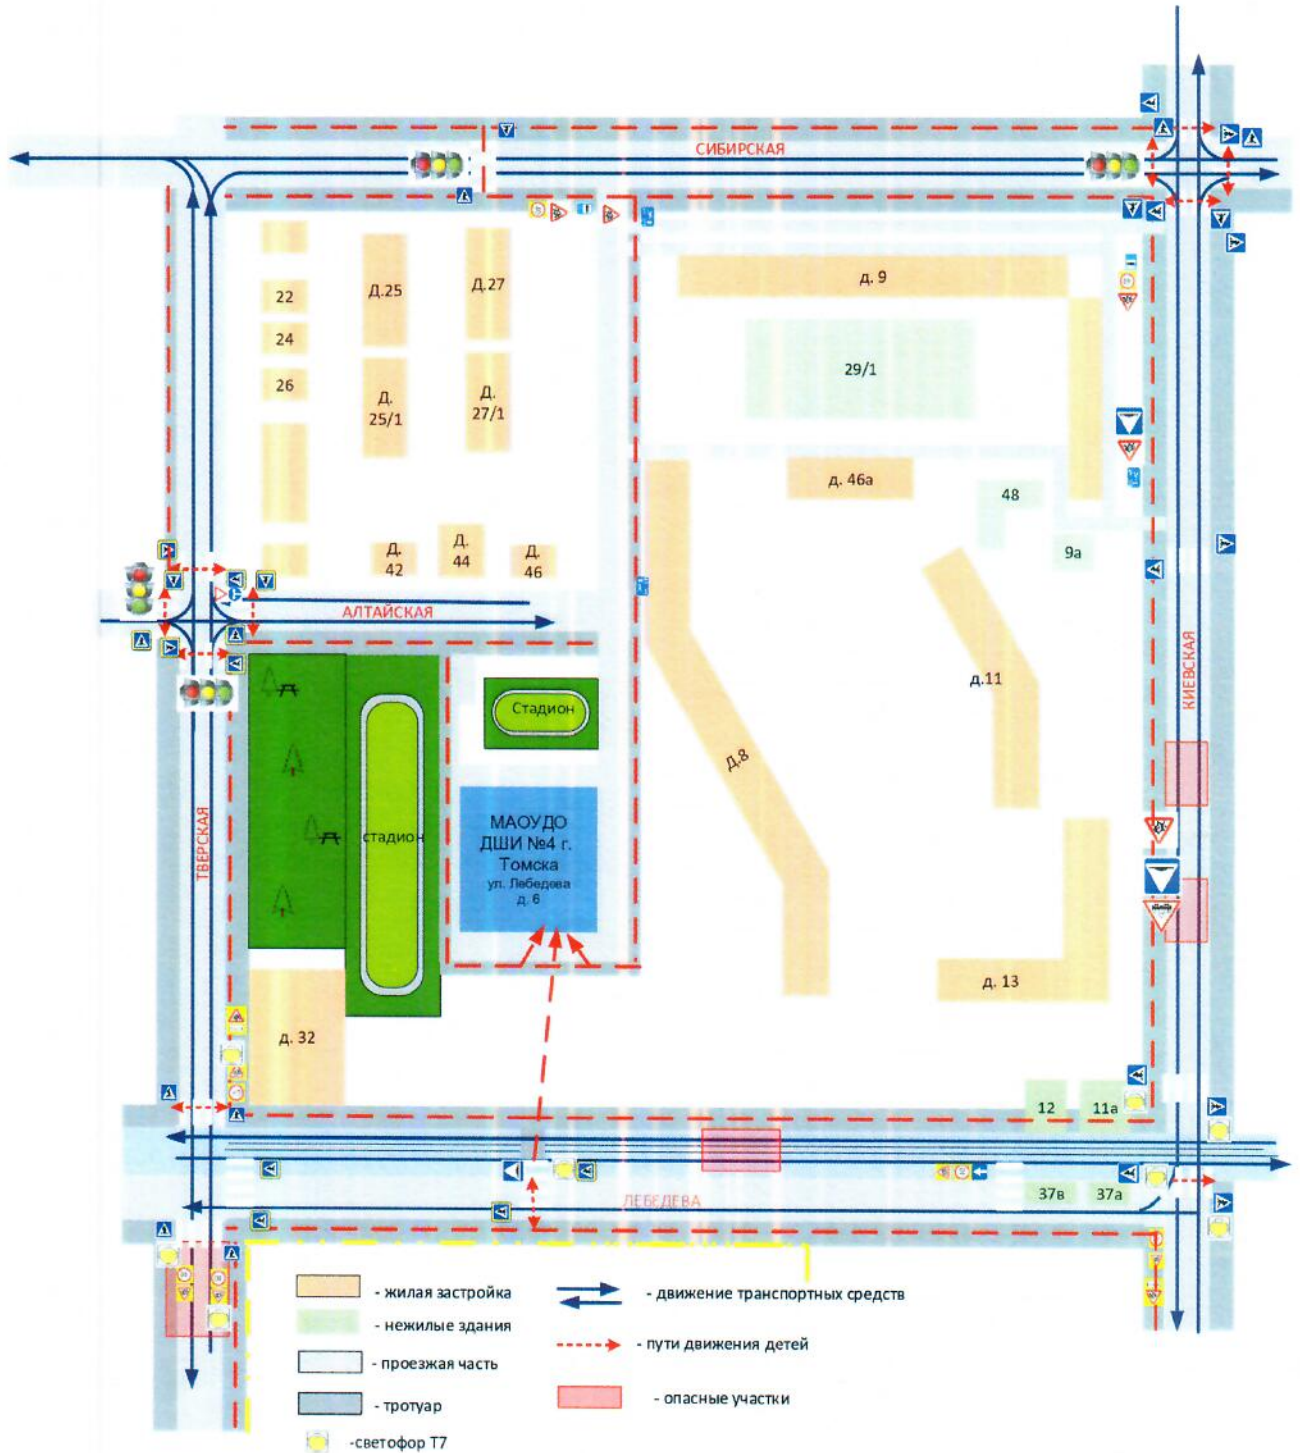 СИБИРСКАЯ
22
24
26
Д.25
Д.27
Д.
25/1
Д.
27/1
д. 9
29/1
д. 46а
48
9а
Д.
42
Д.
44
Д.
46
АЛТАЙСКАЯ
д.11
КИЕВСКАЯ
Стадион
Д.8
ТВЕРСКАЯ
стадион
МАОУДО
ДШИ №4 г.
Томска
ул. Лебедева
д. 6
д. 13
д. 32
12
11а
37в
37а
ЛЕБЕДЕВА
- жилая застройка
- нежилые здания
- проезжая часть
- тротуар
-светофор Т7
- движение транспортных средств
- пути движения детей
- опасные участки